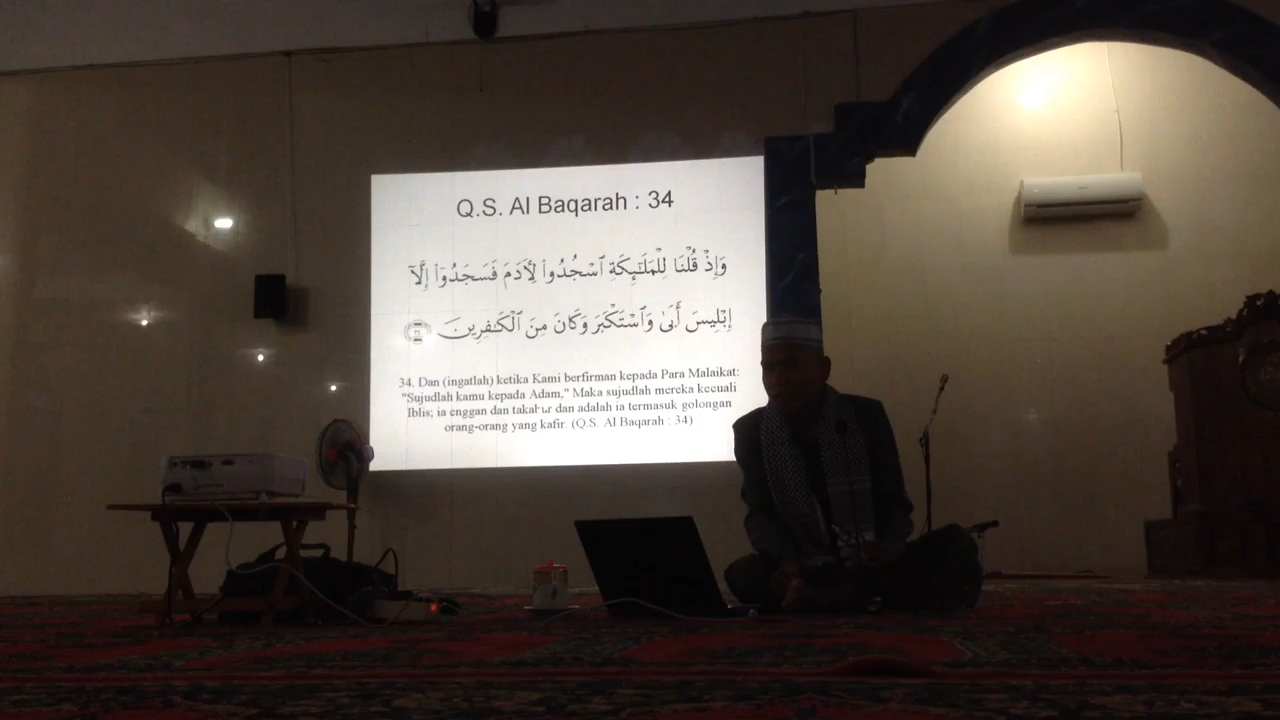 Q.S. Al Baqarah : 34
وَإِذْ قُلْنَا لِلْمَلَٰٓئِكَةِ ٱسْجُدُوا۟ لِءَادَمَ فَسَجَدُوٓا۟ إِلَّآ
إِبْلِيسَ أَبَىٰ وَٱسْتَكْبَرَ وَكَانَ مِنَ ٱلْكَٰفِرِينَ ﴿٣٤﴾
34. Dan (ingatlah) ketika Kami berfirman kepada Para Malaikat:
"Sujudlah kamu kepada Adam," Maka sujudlah mereka kecuali
Iblis; ia enggan dan takabur dan adalah ia termasuk golongan
orang-orang yang kafir. (Q.S. Al Baqarah : 34)